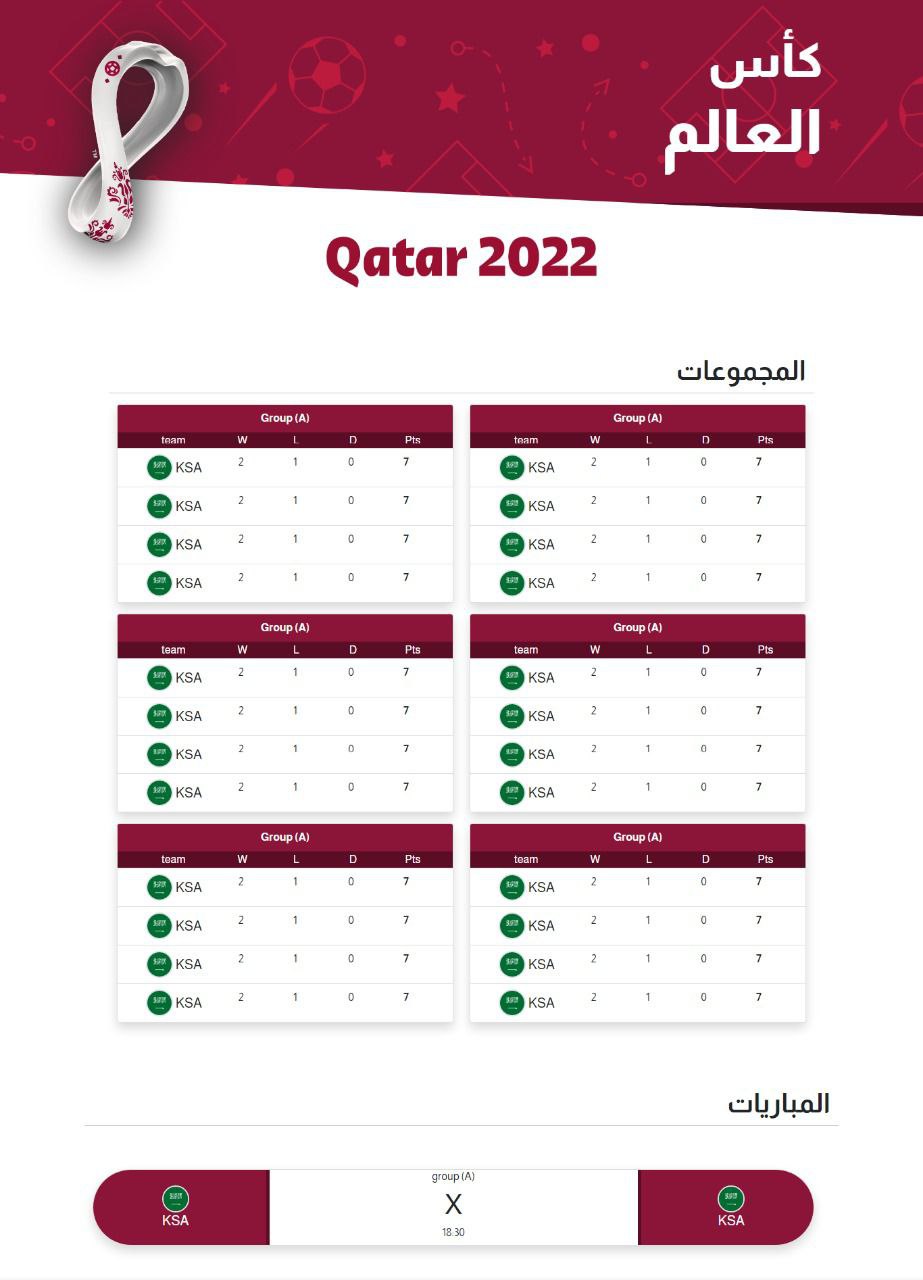 كأس
العالم
Qatar 2022
المجموعات
Group (A)
team W L D Pts
KSA 2 1 0 7
KSA 2 1 0 7
KSA 2 1 0 7
KSA 2 1 0 7
Group (A)
team W L D Pts
KSA 2 1 0 7
KSA 2 1 0 7
KSA 2 1 0 7
KSA 2 1 0 7
Group (A)
team W L D Pts
KSA 2 1 0 7
KSA 2 1 0 7
KSA 2 1 0 7
KSA 2 1 0 7
Group (A)
team W L D Pts
KSA 2 1 0 7
KSA 2 1 0 7
KSA 2 1 0 7
KSA 2 1 0 7
Group (A)
team W L D Pts
KSA 2 1 0 7
KSA 2 1 0 7
KSA 2 1 0 7
KSA 2 1 0 7
Group (A)
team W L D Pts
KSA 2 1 0 7
KSA 2 1 0 7
KSA 2 1 0 7
KSA 2 1 0 7
المباريات
KSA
group (A)
X
18:30
KSA